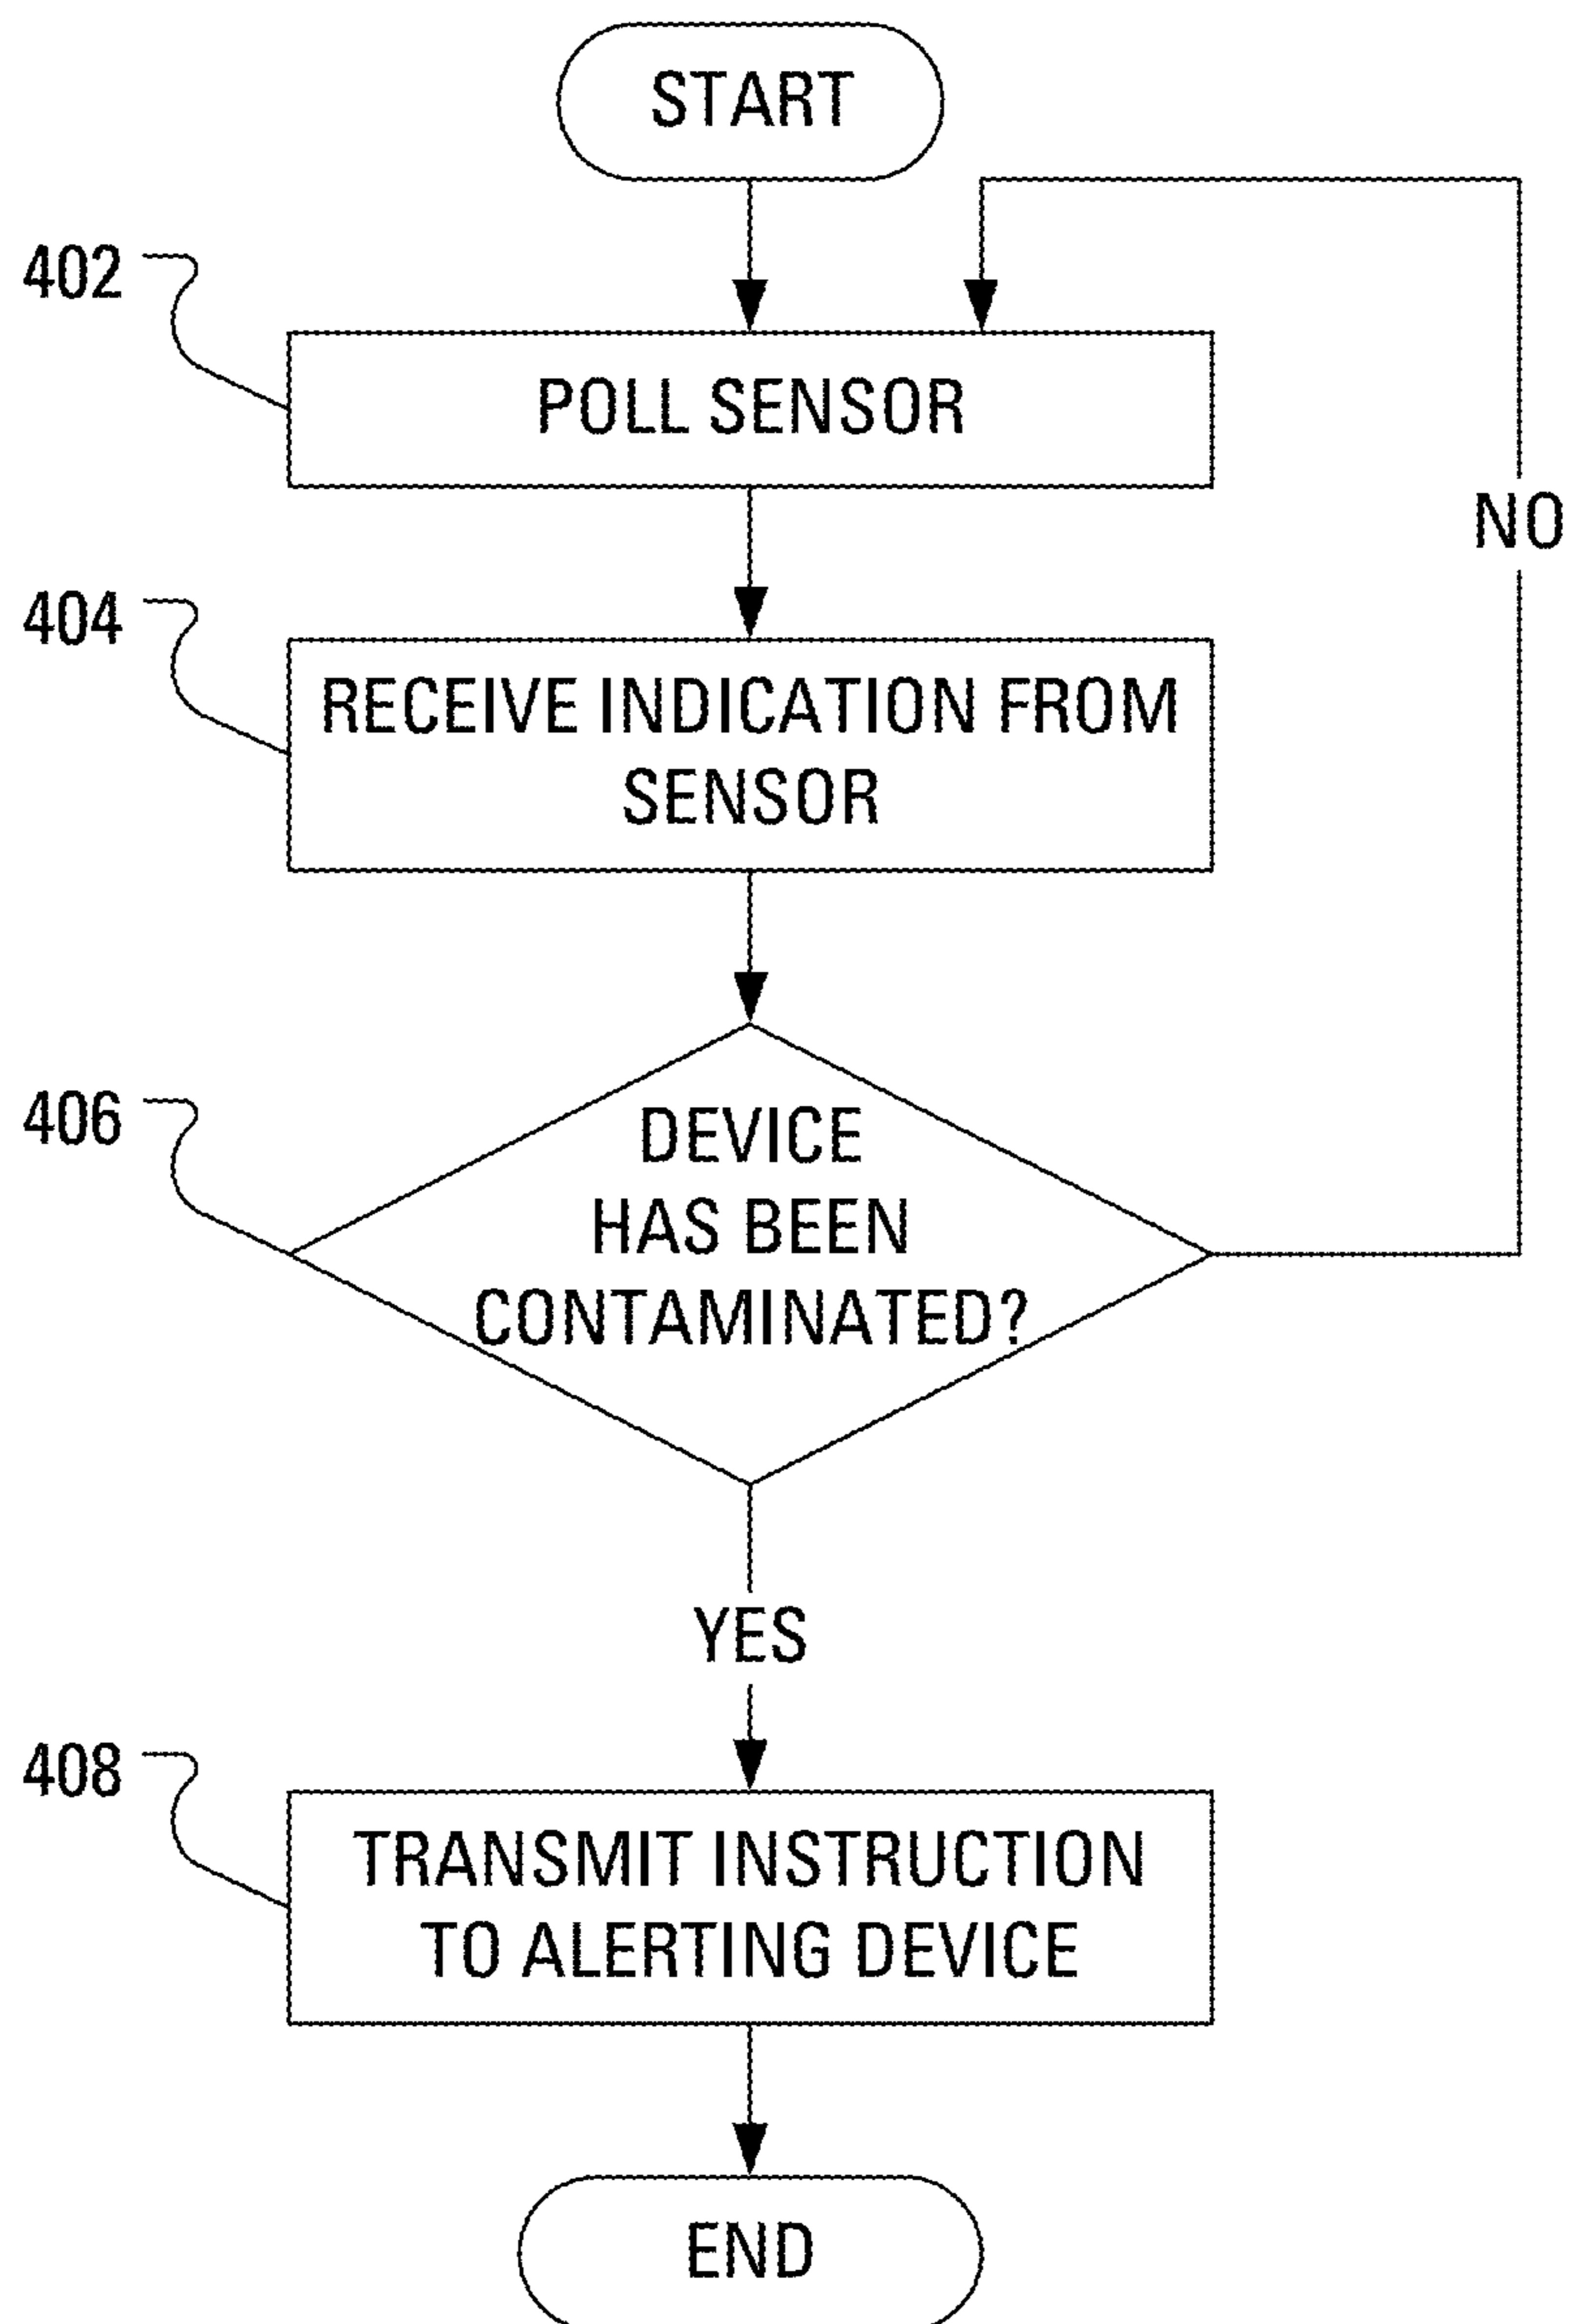 START
402
POLL SENSOR
NO
404
RECEIVE INDICATION FROM
SENSOR
406
DEVICE
HAS BEEN
CONTAMINATED?
YES
408
TRANSMIT INSTRUCTION
TO ALERTING DEVICE
END